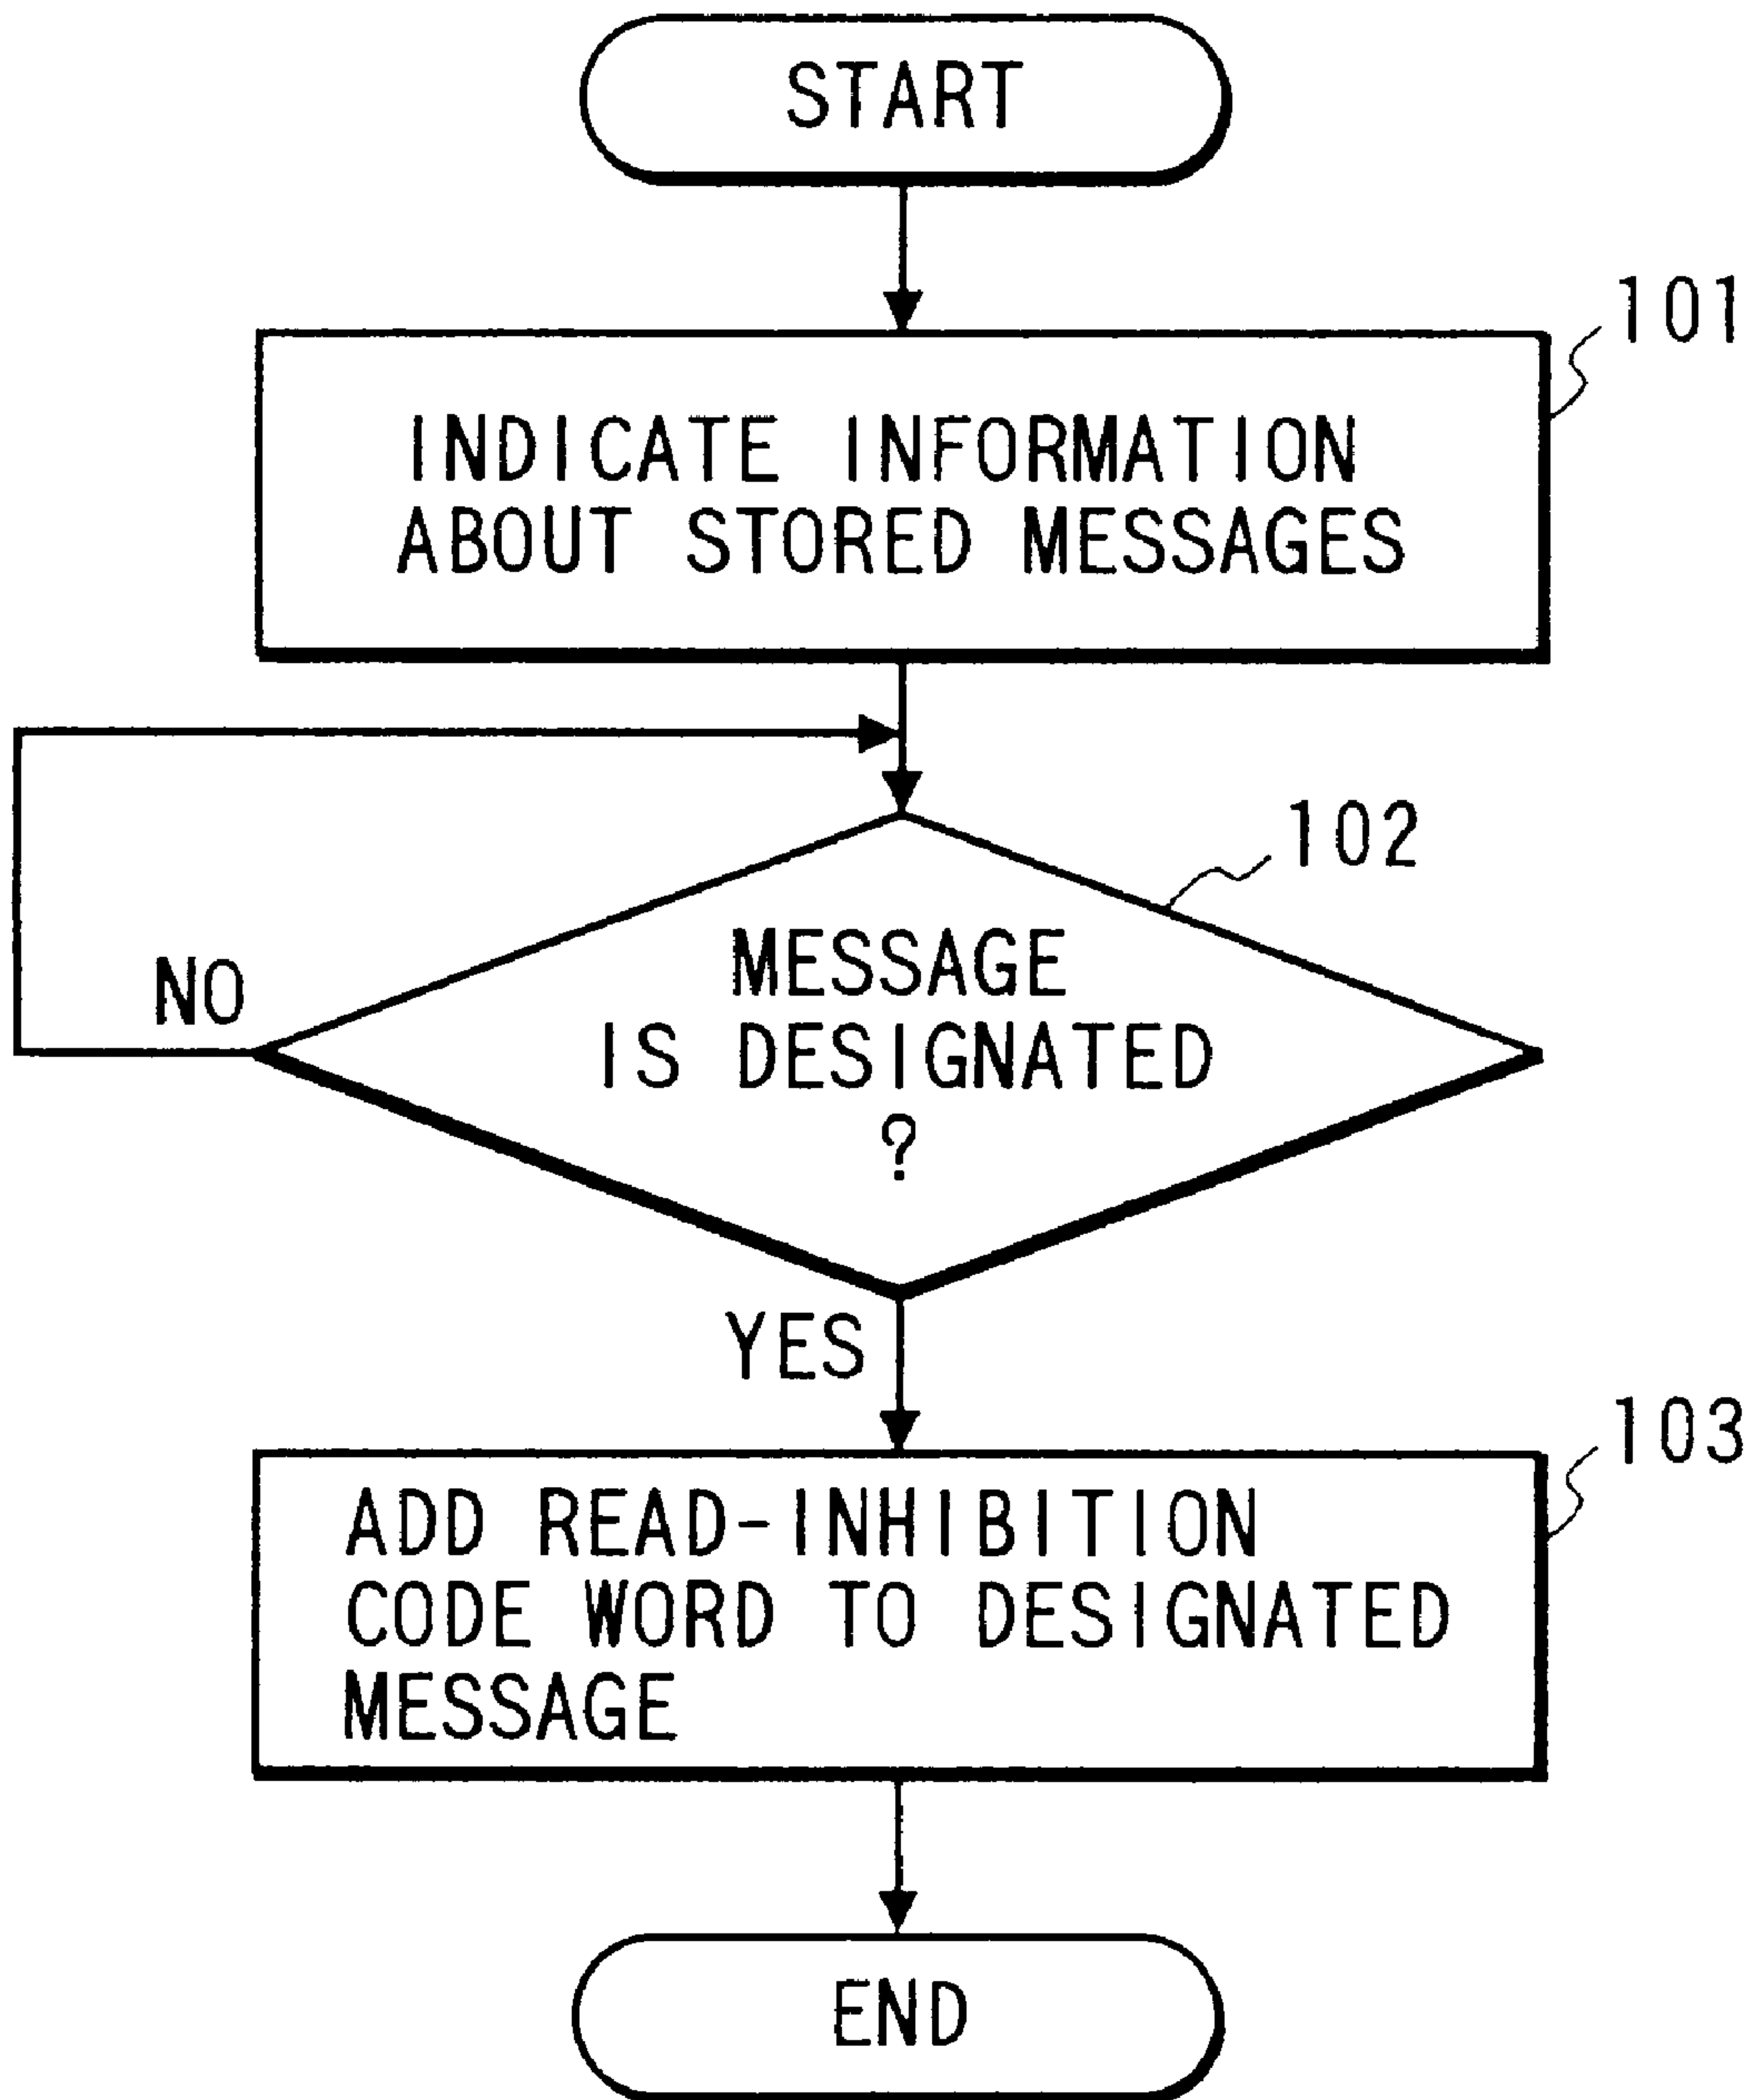 START
101
INDICATE INFORMATION
ABOUT STORED MESSAGES
102
MESSAGE
IS DESIGNATED
?
NO
YES
103
ADD READ-INHIBITION
CODE WORD TO DESIGNATED
MESSAGE
END